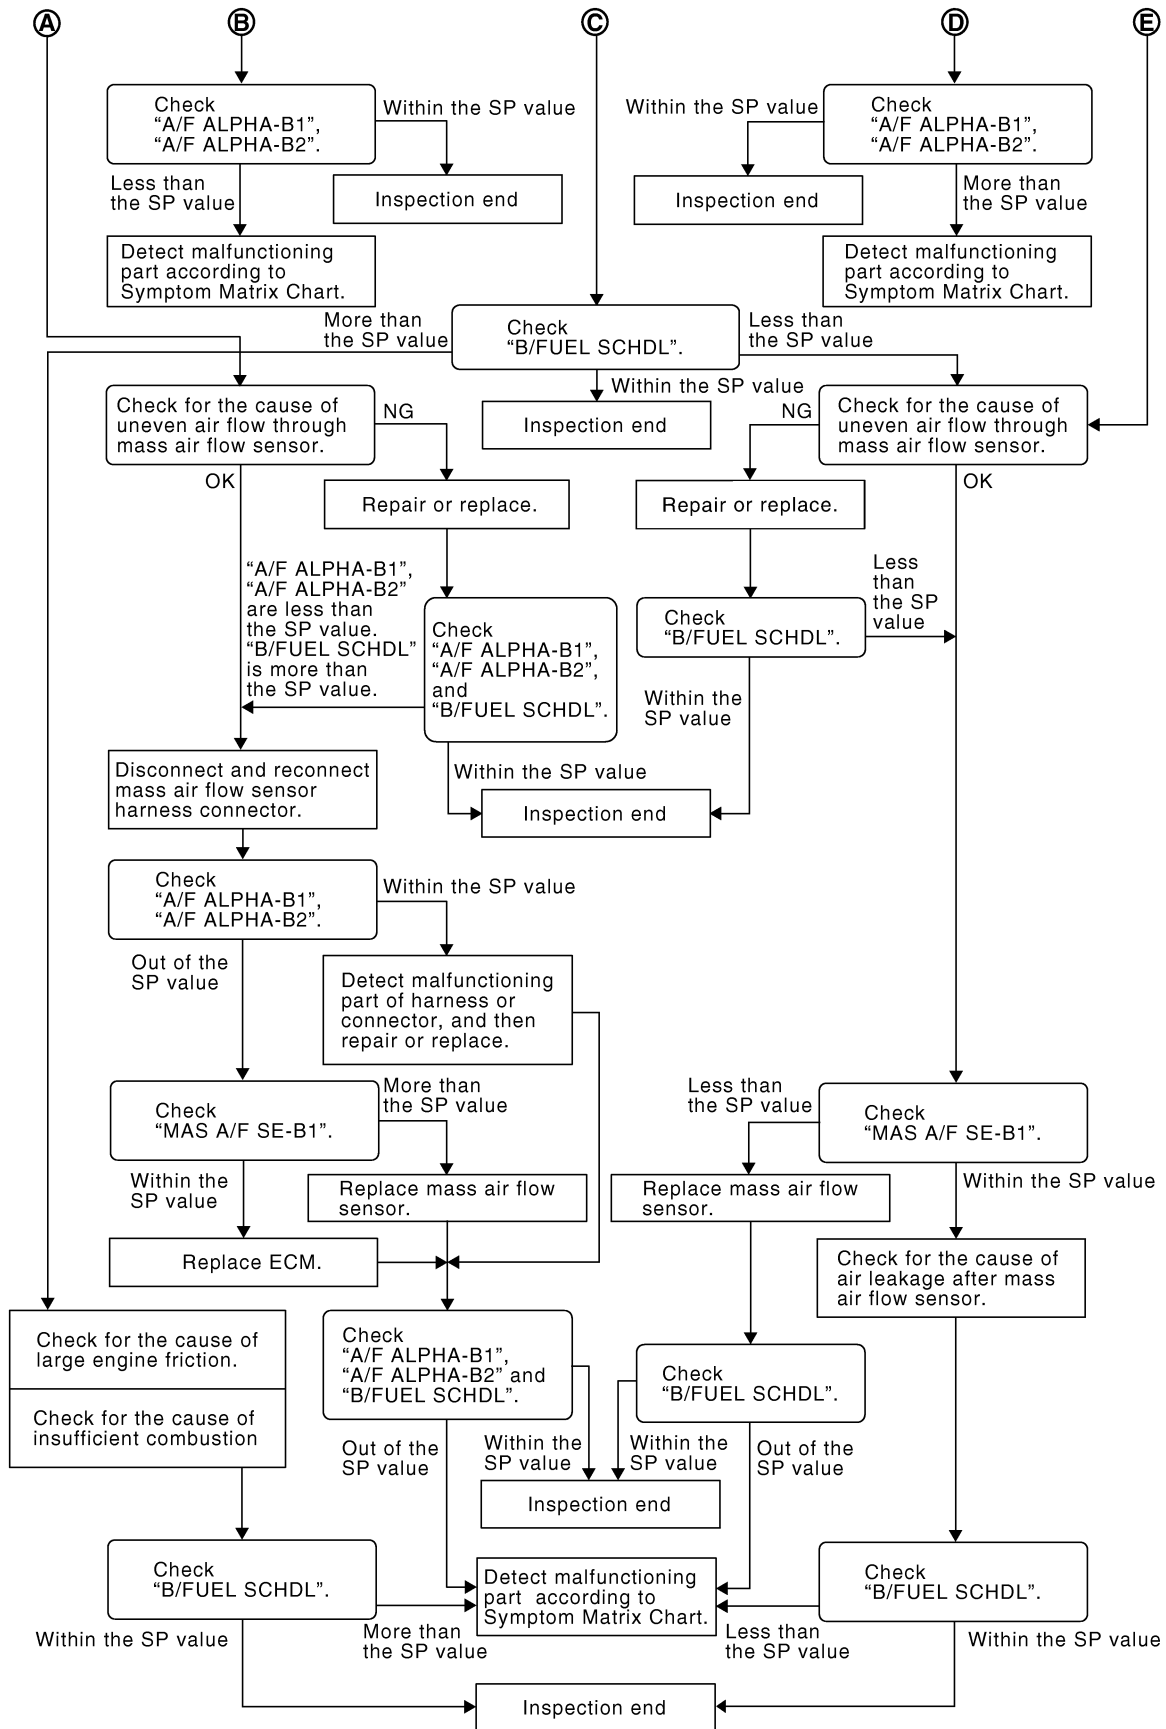 A
B
C
D
E
Check
“A/F ALPHA-B1”,
“A/F ALPHA-B2”.
Within the SP value
Less than
the SP value
Inspection end
Detect malfunctioning
part according to
Symptom Matrix Chart.
Within the SP value
Check
“A/F ALPHA-B1”,
“A/F ALPHA-B2”.
Inspection end
More than
the SP value
Detect malfunctioning
part according to
Symptom Matrix Chart.
More than
the SP value
Check
“B/FUEL SCHDL”.
Less than
the SP value
Within the SP value
Inspection end
Check for the cause of
uneven air flow through
mass air flow sensor.
NG
OK
Repair or replace.
NG
Check for the cause of
uneven air flow through
mass air flow sensor.
OK
Repair or replace.
“A/F ALPHA-B1”,
“A/F ALPHA-B2”
are less than
the SP value.
“B/FUEL SCHDL”
is more than
the SP value.
Check
“A/F ALPHA-B1”,
“A/F ALPHA-B2”,
and
“B/FUEL SCHDL”.
Check
“B/FUEL SCHDL”.
Less
than
the SP
value
Within the
SP value
Within the SP value
Inspection end
Disconnect and reconnect
mass air flow sensor
harness connector.
Check
“A/F ALPHA-B1”,
“A/F ALPHA-B2”.
Within the SP value
Out of the
SP value
Detect malfunctioning
part of harness or
connector, and then
repair or replace.
Check
“MAS A/F SE-B1”.
More than
the SP value
Within the
SP value
Replace mass air flow
sensor.
Replace ECM.
Less than
the SP value
Check
“MAS A/F SE-B1”.
Replace mass air flow
sensor.
Within the SP value
Check for the cause of
air leakage after mass
air flow sensor.
Check for the cause of
large engine friction.
Check for the cause of
insufficient combustion
Check
“A/F ALPHA-B1”,
“A/F ALPHA-B2” and
“B/FUEL SCHDL”.
Check
“B/FUEL SCHDL”.
Out of the
SP value
Within the
SP value
Within the
SP value
Out of the
SP value
Inspection end
Check
“B/FUEL SCHDL”.
Detect malfunctioning
part  according to
Symptom Matrix Chart.
Check
“B/FUEL SCHDL”.
Within the SP value
More than
the SP value
Less than
the SP value
Within the SP value
Inspection end